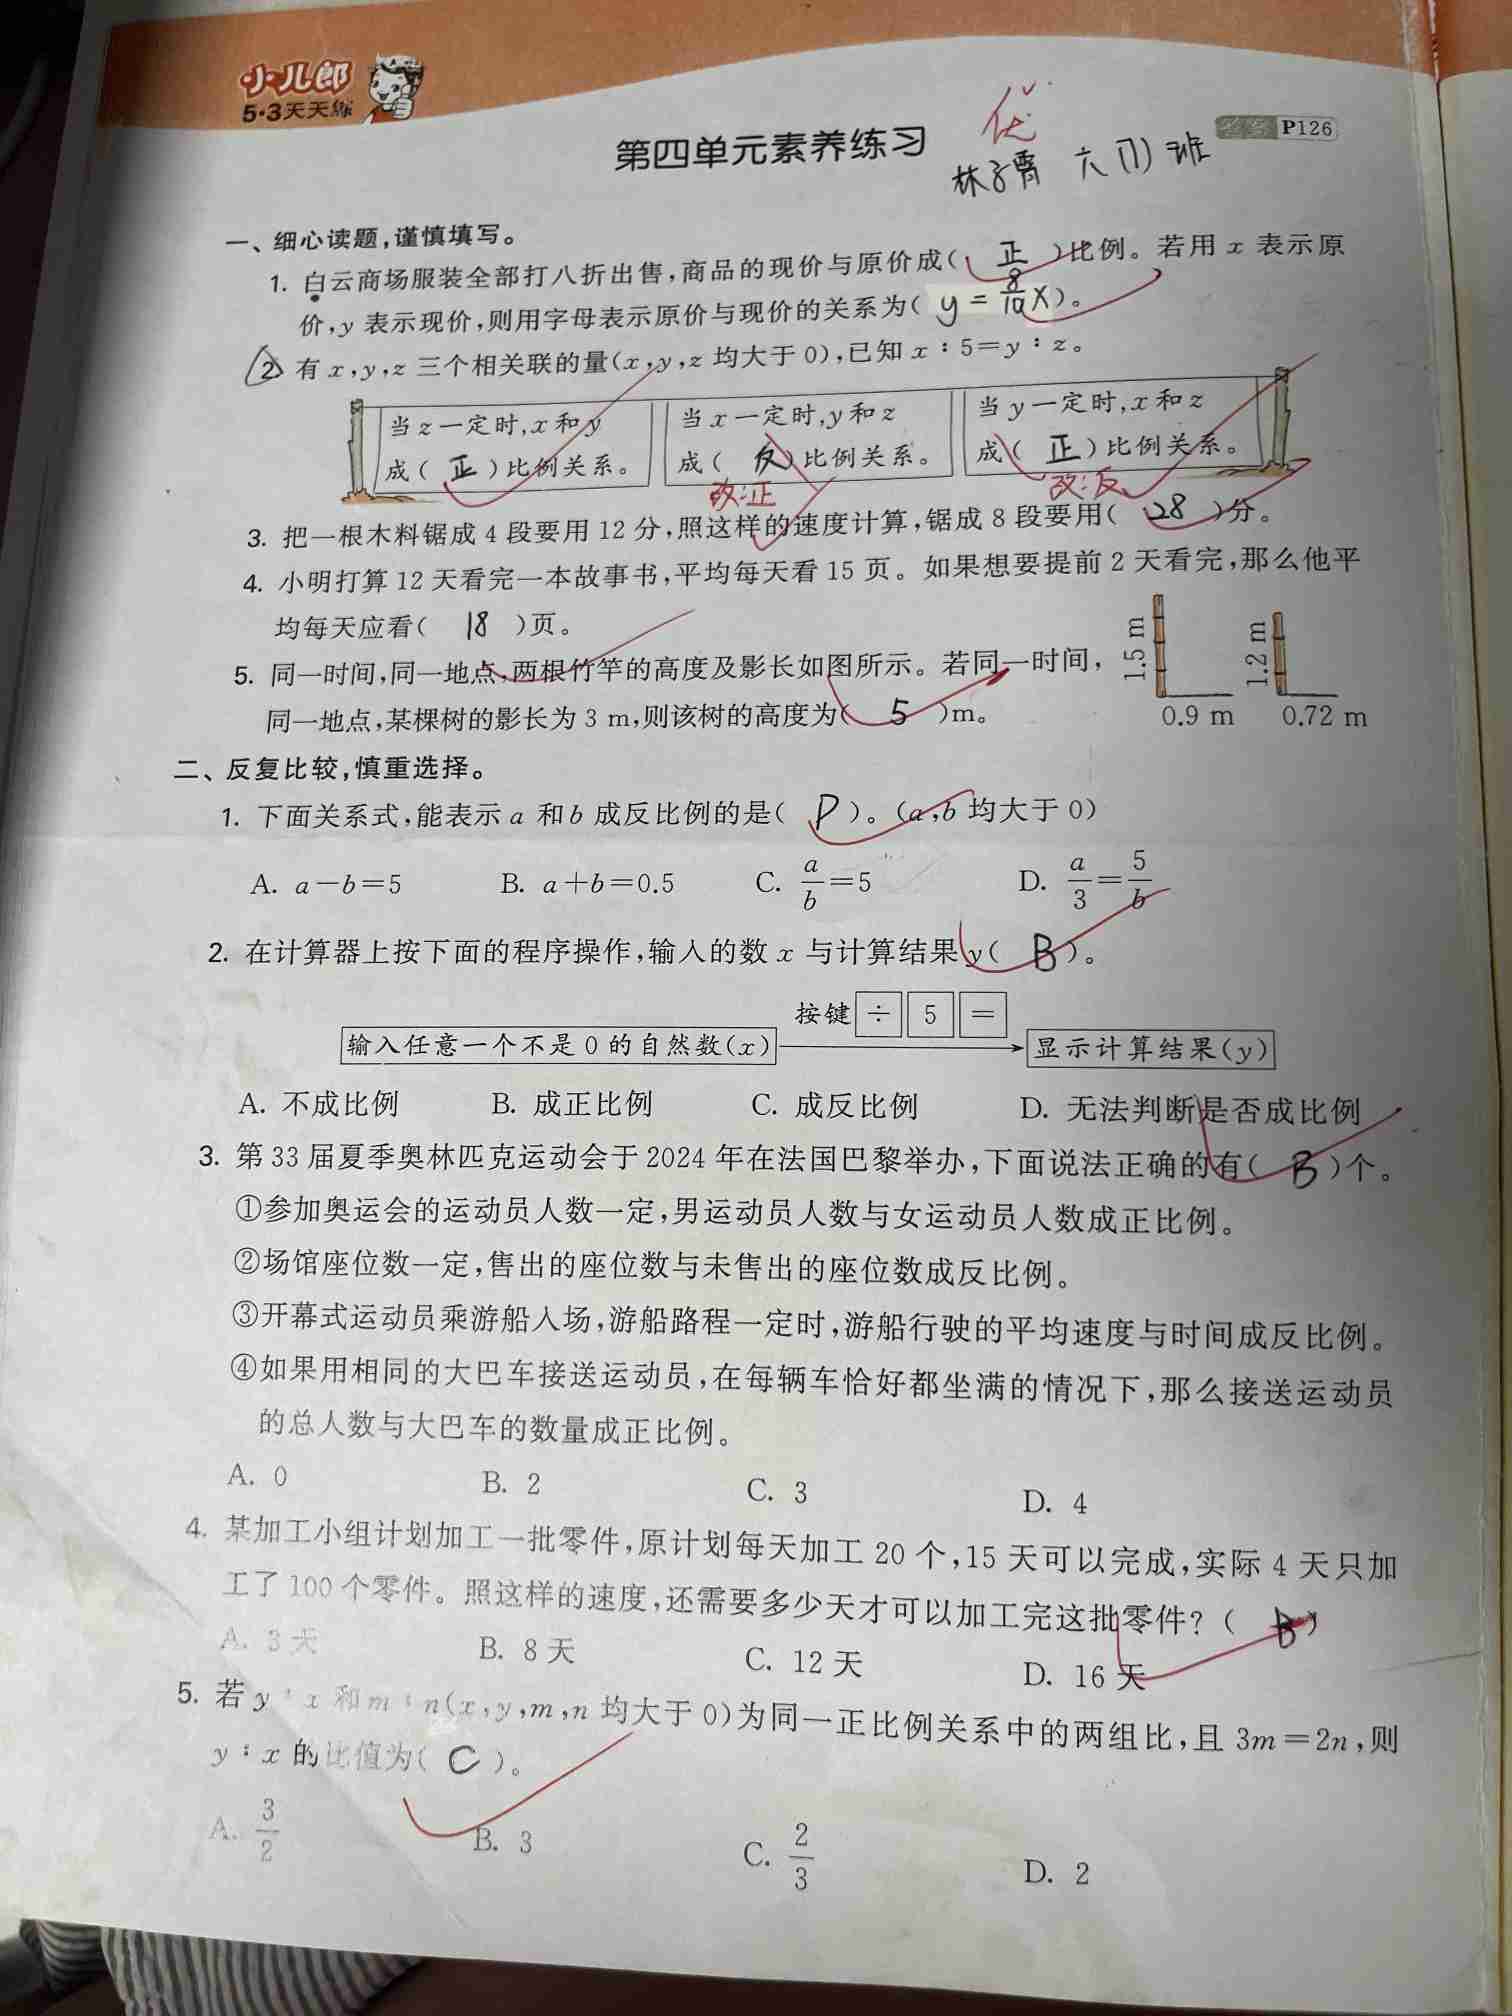 小儿郎
5·3天天练
第四单元素养练习
优
P126
林子霄 六(1)班
一、细心读题,谨慎填写。
1. 白云商场服装全部打八折出售,商品的现价与原价成( 正 )比例。若用 x 表示原
价,y 表示现价,则用字母表示原价与现价的关系为( y = 8/10 x )。
2 有 x,y,z 三个相关联的量(x,y,z 均大于 0),已知 x∶5=y∶z。
当 z 一定时,x 和 y
成( 正 )比例关系。
当 x 一定时,y 和 z
成( 反 )比例关系。
改:正
当 y 一定时,x 和 z
成( 正 )比例关系。
改:反
3. 把一根木料锯成 4 段要用 12 分,照这样的速度计算,锯成 8 段要用( 28 )分。
4. 小明打算 12 天看完一本故事书,平均每天看 15 页。如果想要提前 2 天看完,那么他平
均每天应看( 18 )页。
5. 同一时间,同一地点,两根竹竿的高度及影长如图所示。若同一时间,
同一地点,某棵树的影长为 3 m,则该树的高度为( 5 )m。
1.5 m
0.9 m
1.2 m
0.72 m
二、反复比较,慎重选择。
1. 下面关系式,能表示 a 和 b 成反比例的是( D )。(a,b 均大于 0)
A. a-b=5 B. a+b=0.5 C. a/b=5 D. a/3=5/b
2. 在计算器上按下面的程序操作,输入的数 x 与计算结果 y( B )。
按键 ÷ 5 =
输入任意一个不是 0 的自然数(x) 显示计算结果(y)
A. 不成比例 B. 成正比例 C. 成反比例 D. 无法判断是否成比例
3. 第 33 届夏季奥林匹克运动会于 2024 年在法国巴黎举办,下面说法正确的有( B )个。
①参加奥运会的运动员人数一定,男运动员人数与女运动员人数成正比例。
②场馆座位数一定,售出的座位数与未售出的座位数成反比例。
③开幕式运动员乘游船入场,游船路程一定时,游船行驶的平均速度与时间成反比例。
④如果用相同的大巴车接送运动员,在每辆车恰好都坐满的情况下,那么接送运动员
的总人数与大巴车的数量成正比例。
A. 0 B. 2 C. 3 D. 4
4. 某加工小组计划加工一批零件,原计划每天加工 20 个,15 天可以完成,实际 4 天只加
工了 100 个零件。照这样的速度,还需要多少天才可以加工完这批零件?( B )
A. 3 天 B. 8 天 C. 12 天 D. 16 天
5. 若 y∶x 和 m∶n(x,y,m,n 均大于 0)为同一正比例关系中的两组比,且 3m=2n,则
y∶x 的比值为( C )。
A. 3/2 B. 3 C. 2/3 D. 2